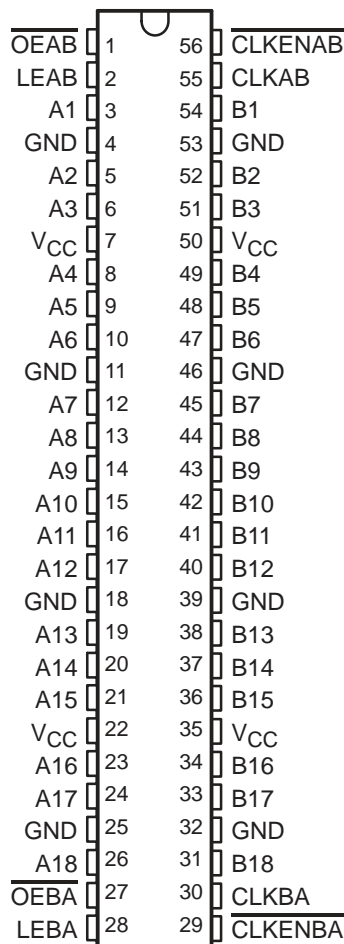 O̅E̅A̅B̅ 1 56 C̅L̅K̅E̅N̅A̅B̅
LEAB 2 55 CLKAB
A1 3 54 B1
GND 4 53 GND
A2 5 52 B2
A3 6 51 B3
VCC 7 50 VCC
A4 8 49 B4
A5 9 48 B5
A6 10 47 B6
GND 11 46 GND
A7 12 45 B7
A8 13 44 B8
A9 14 43 B9
A10 15 42 B10
A11 16 41 B11
A12 17 40 B12
GND 18 39 GND
A13 19 38 B13
A14 20 37 B14
A15 21 36 B15
VCC 22 35 VCC
A16 23 34 B16
A17 24 33 B17
GND 25 32 GND
A18 26 31 B18
O̅E̅B̅A̅ 27 30 CLKBA
LEBA 28 29 C̅L̅K̅E̅N̅B̅A̅